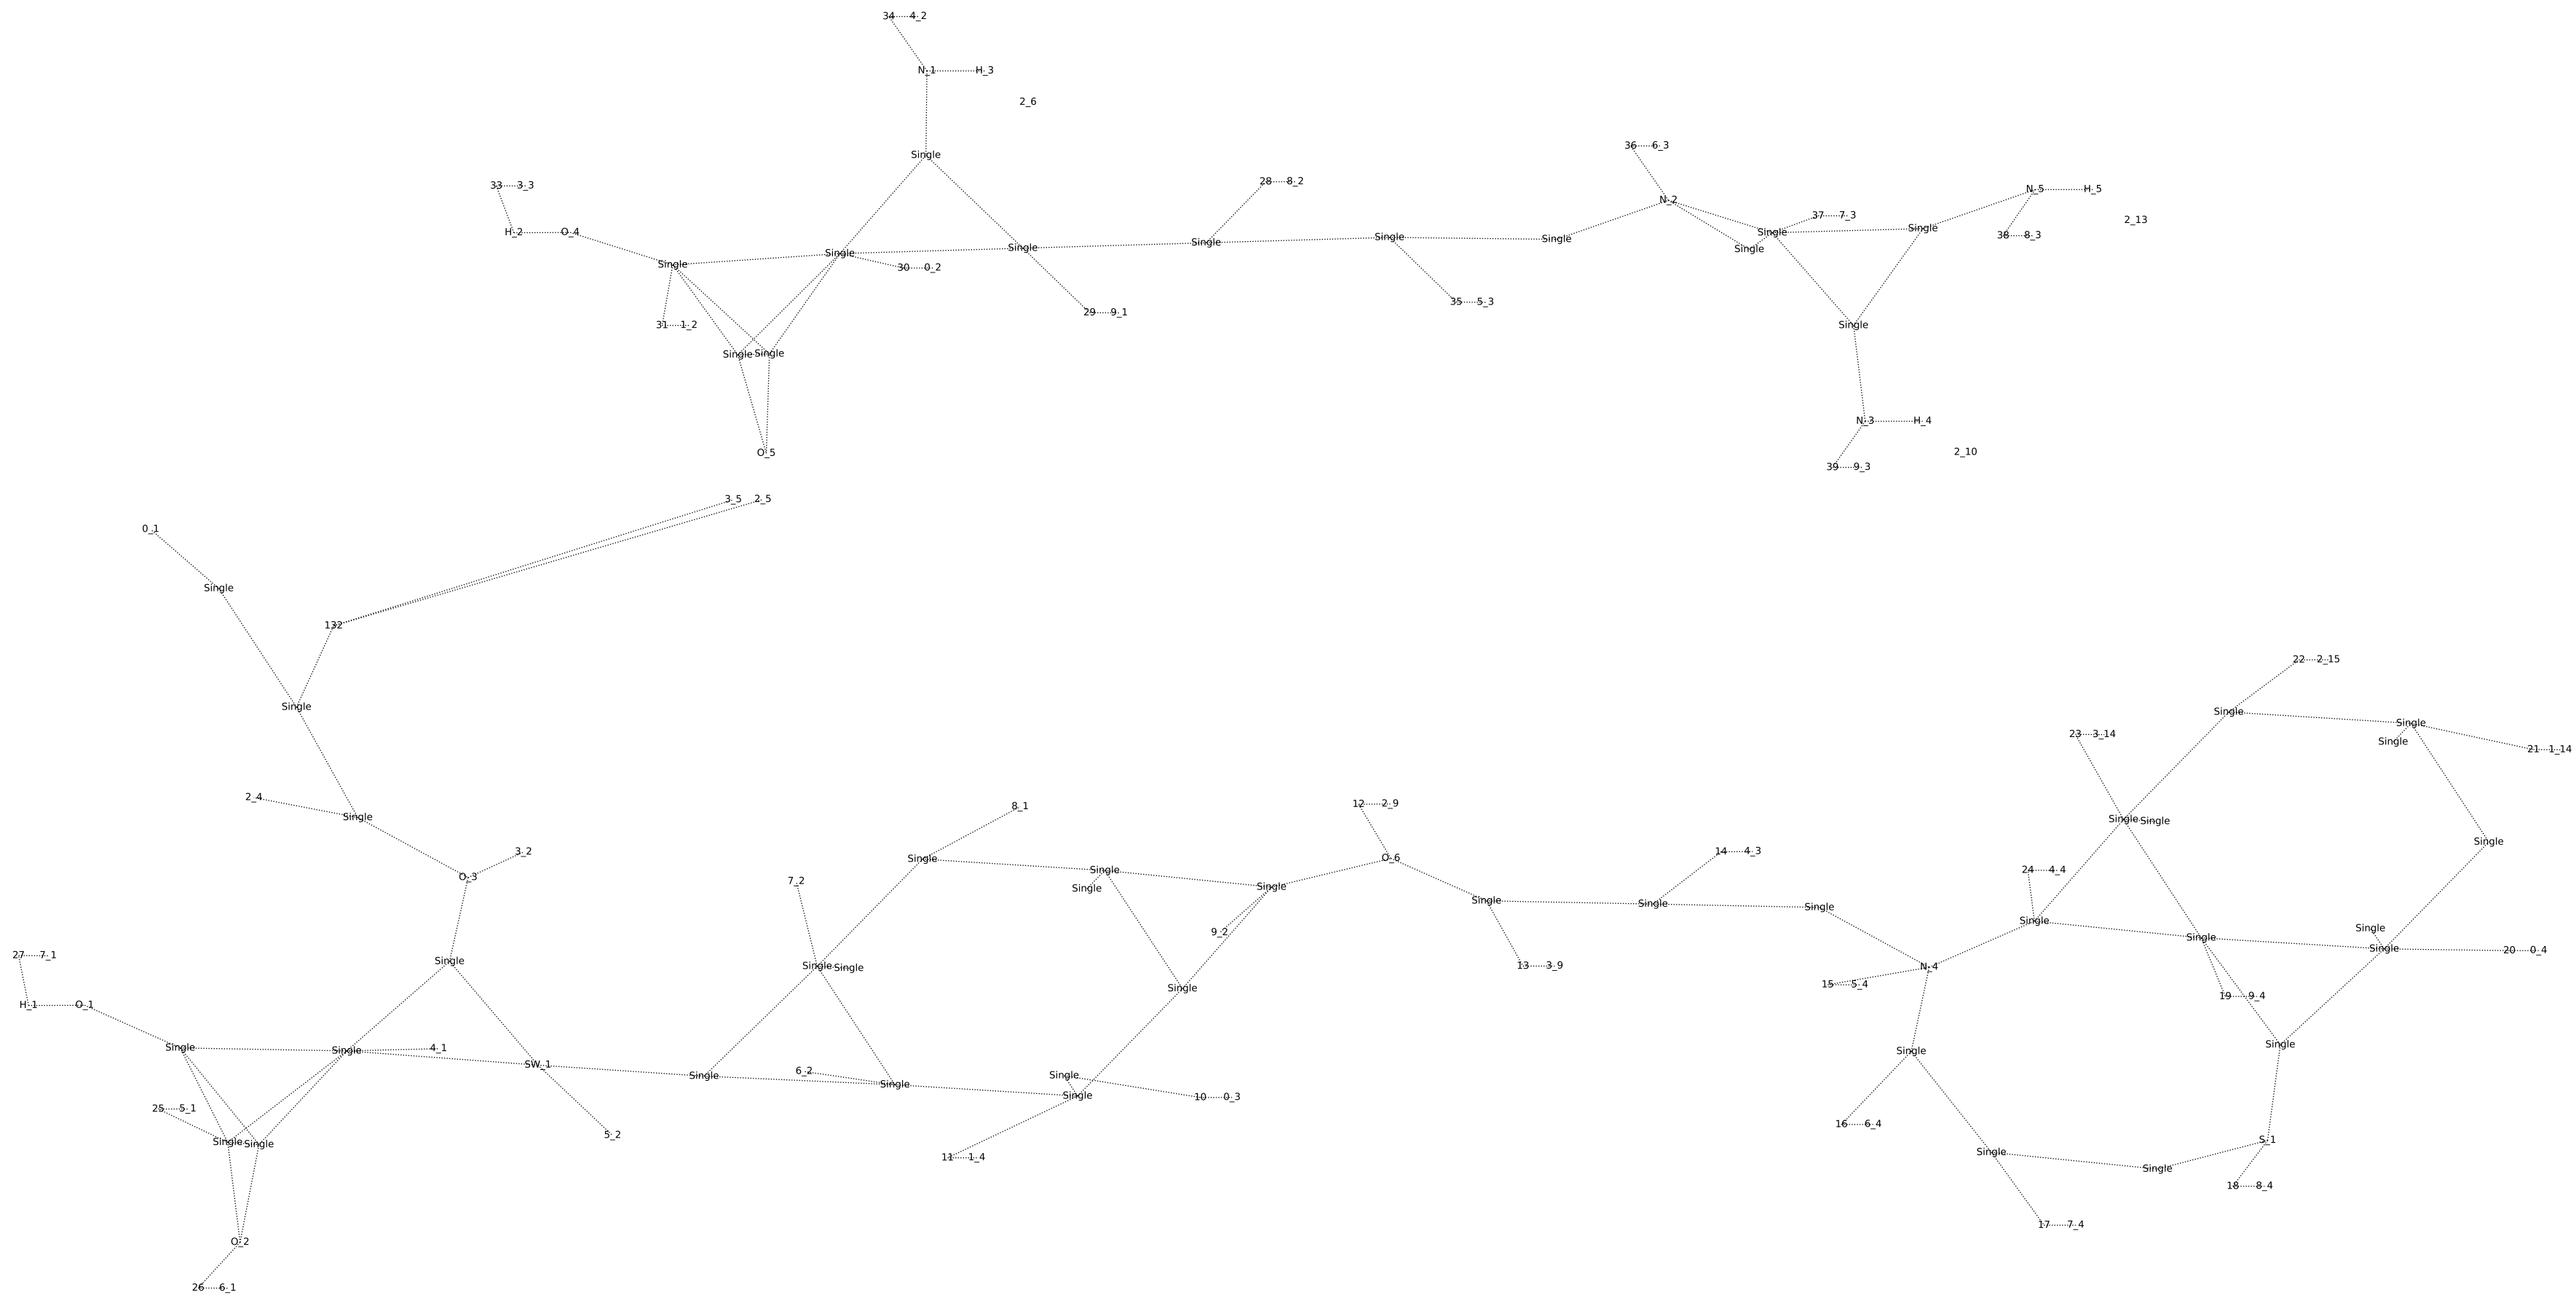 34 4_2
N_1 H_3
2_6
36 6_3
Single
28 8_2
33 3_3
N_5 H_5
N_2
37 7_3
2_13
Single
H_2 O_4
Single
38 8_3
Single
Single
Single
Single
Single
Single
Single
30 0_2
Single
35 5_3
29 9_1
31 1_2
Single
Single Single
N_3 H_4
O_5
2_10
39 9_3
3_5 2_5
0_1
Single
132
22 2_15
Single
Single
Single
23 3_14
Single
21 1_14
2_4
12 2_9
8_1
Single
Single Single
Single
3_2
14 4_3
O_6
Single
Single
24 4_4
O_3
7_2
Single
Single
Single
Single
Single
Single
Single
Single
9_2
Single
Single
20 0_4
27 7_1
Single
Single Single
N_4
13 3_9
15 5_4
Single
19 9_4
H_1 O_1
Single
Single
Single
4_1
Single
SW_1
6_2
Single
Single
Single
Single
10 0_3
25 5_1
16 6_4
5_2
Single Single
S_1
Single
11 1_4
Single
18 8_4
17 7_4
O_2
26 6_1